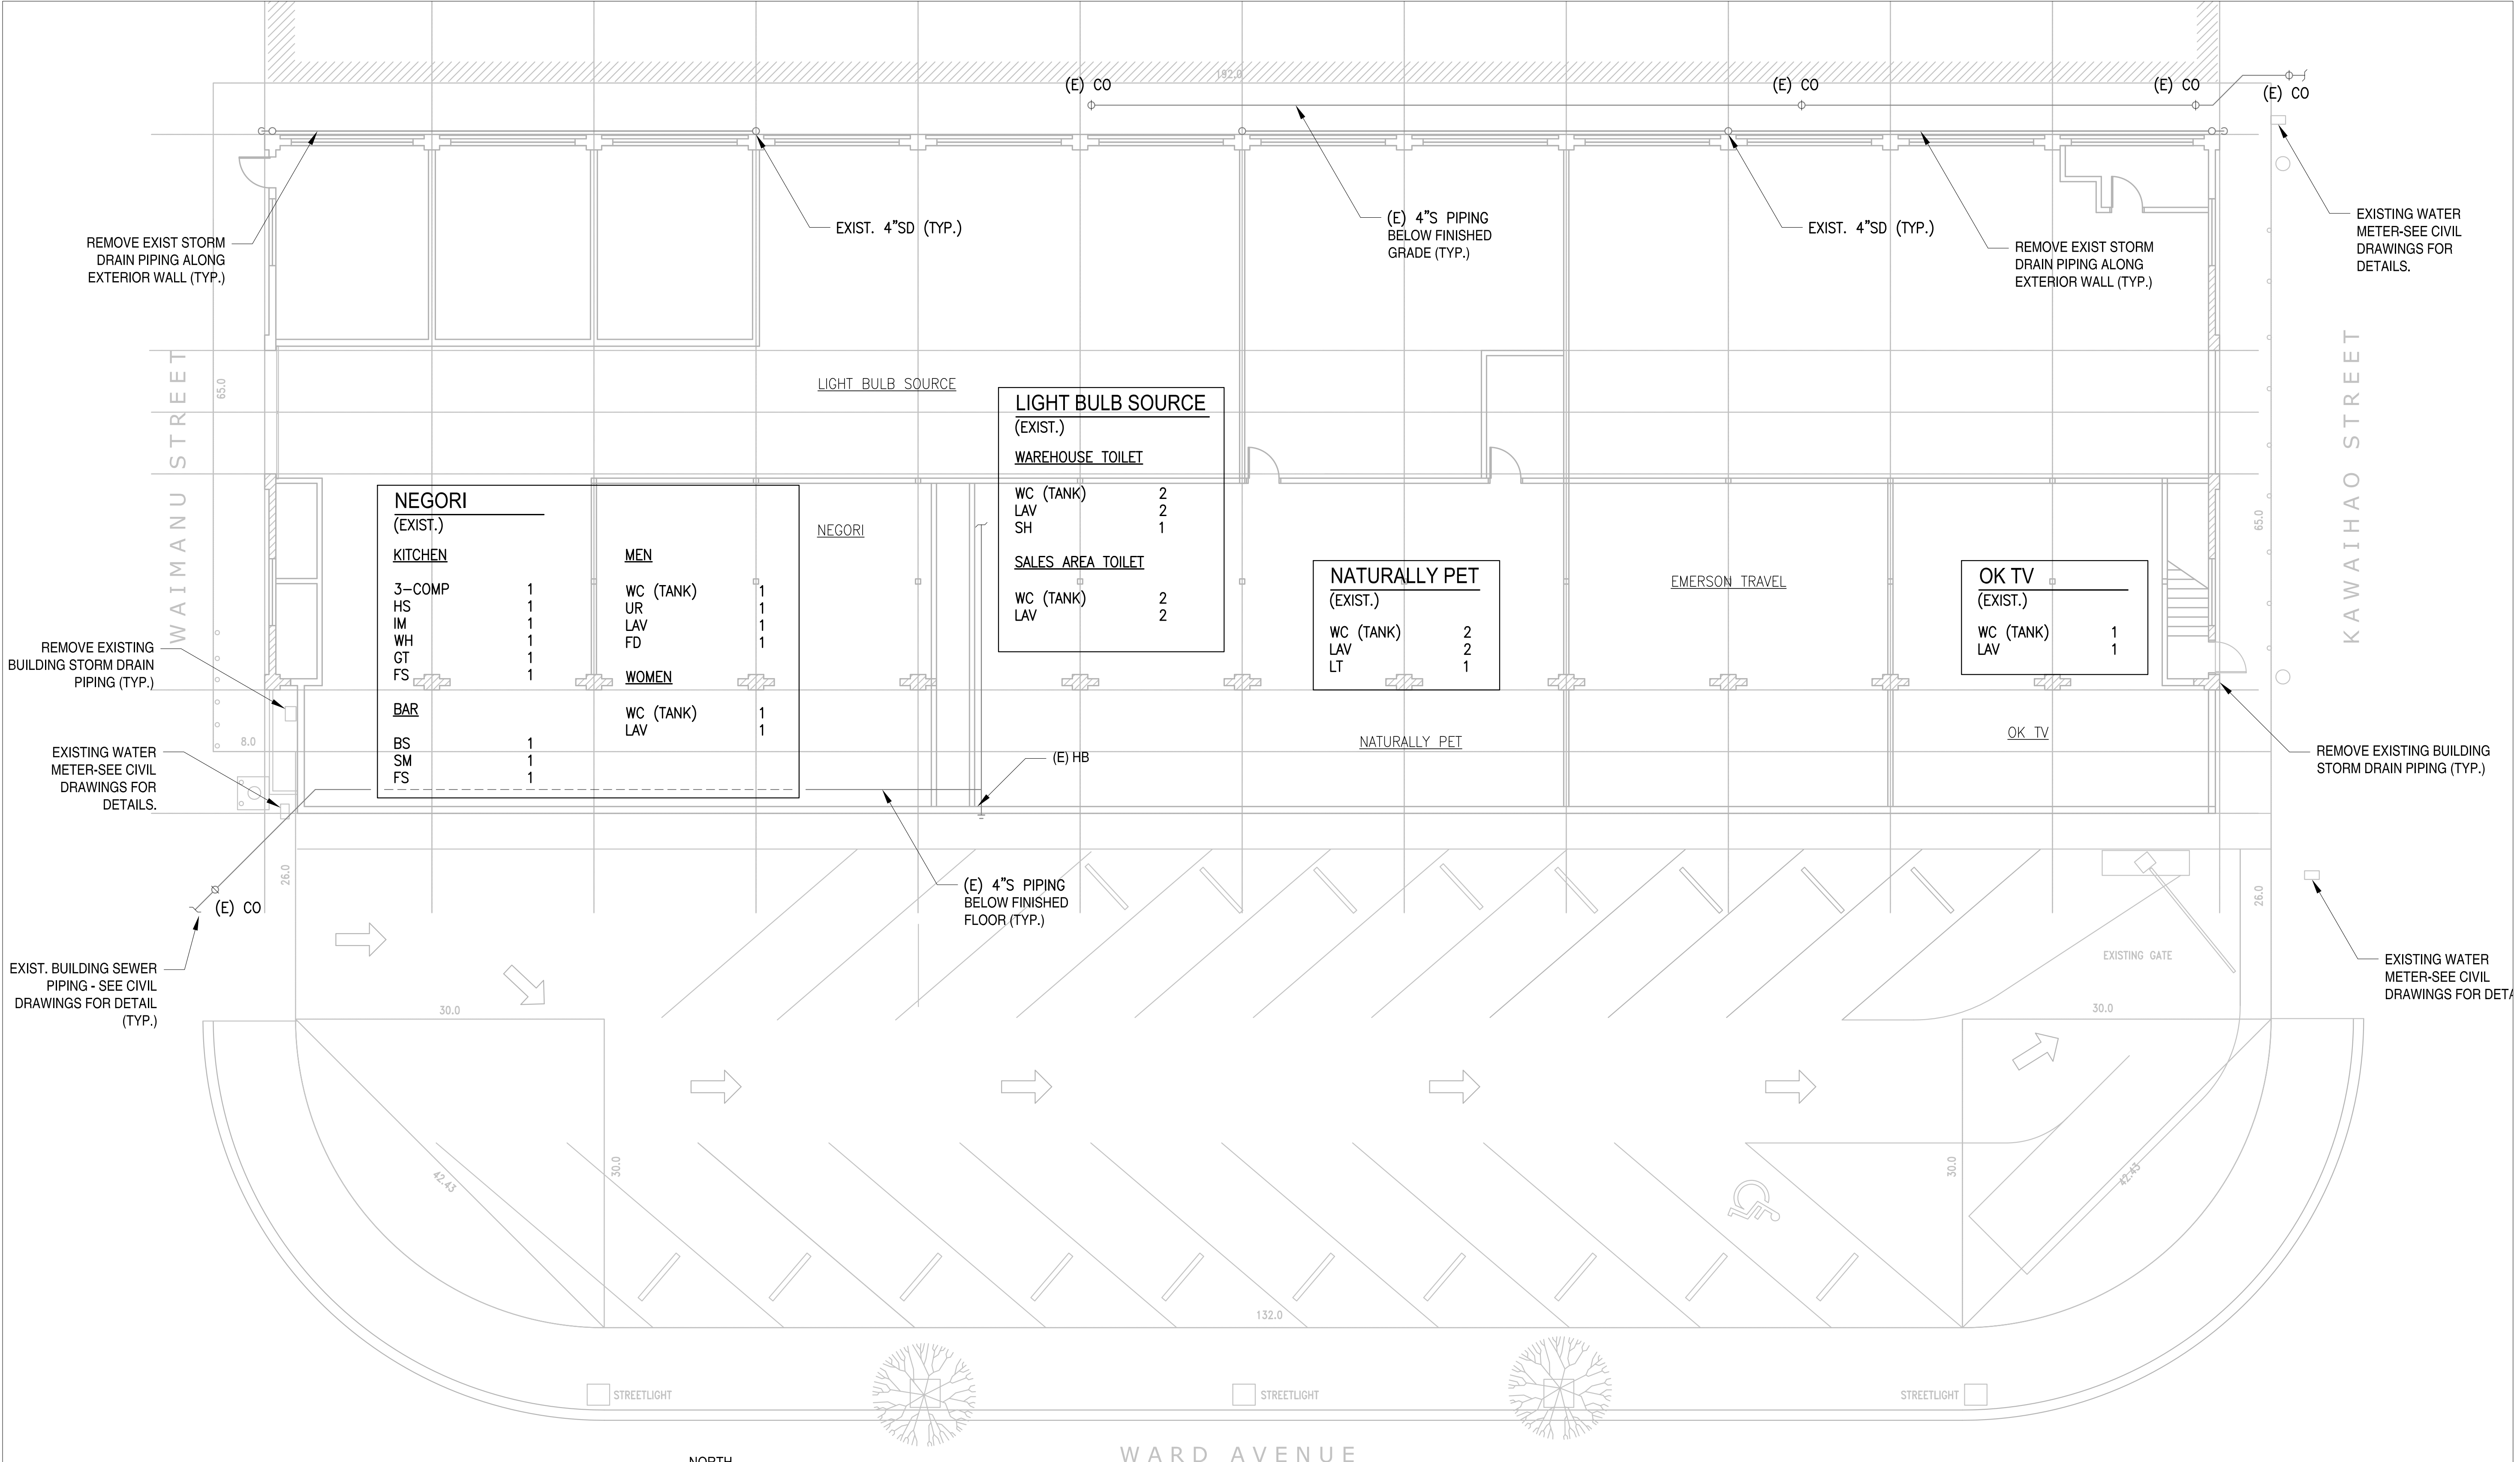 192.0
(E) CO
(E) CO
(E) CO
(E) CO
REMOVE EXIST STORM
DRAIN PIPING ALONG
EXTERIOR WALL (TYP.)
EXIST. 4"SD (TYP.)
(E) 4"S PIPING
BELOW FINISHED
GRADE (TYP.)
EXIST. 4"SD (TYP.)
REMOVE EXIST STORM
DRAIN PIPING ALONG
EXTERIOR WALL (TYP.)
EXISTING WATER
METER-SEE CIVIL
DRAWINGS FOR
DETAILS.
WAIMANU STREET
65.0
LIGHT BULB SOURCE
LIGHT BULB SOURCE
(EXIST.)
WAREHOUSE TOILET
WC (TANK) 2
LAV 2
SH 1
SALES AREA TOILET
WC (TANK) 2
LAV 2
KAWAIHAO STREET
65.0
NEGORI
(EXIST.)
KITCHEN
3-COMP 1
HS 1
IM 1
WH 1
GT 1
FS 1
BAR
BS 1
SM 1
FS 1
MEN
WC (TANK) 1
UR 1
LAV 1
FD 1
WOMEN
WC (TANK) 1
LAV 1
NEGORI
NATURALLY PET
(EXIST.)
WC (TANK) 2
LAV 2
LT 1
EMERSON TRAVEL
OK TV
(EXIST.)
WC (TANK) 1
LAV 1
REMOVE EXISTING
BUILDING STORM DRAIN
PIPING (TYP.)
8.0
EXISTING WATER
METER-SEE CIVIL
DRAWINGS FOR
DETAILS.
NATURALLY PET
OK TV
(E) HB
REMOVE EXISTING BUILDING
STORM DRAIN PIPING (TYP.)
26.0
(E) CO
(E) 4"S PIPING
BELOW FINISHED
FLOOR (TYP.)
26.0
EXIST. BUILDING SEWER
PIPING - SEE CIVIL
DRAWINGS FOR DETAIL
(TYP.)
EXISTING GATE
EXISTING WATER
METER-SEE CIVIL
DRAWINGS FOR DETA
30.0
30.0
30.0
30.0
42.43
42.43
132.0
STREETLIGHT
STREETLIGHT
STREETLIGHT
WARD AVENUE
NORTH